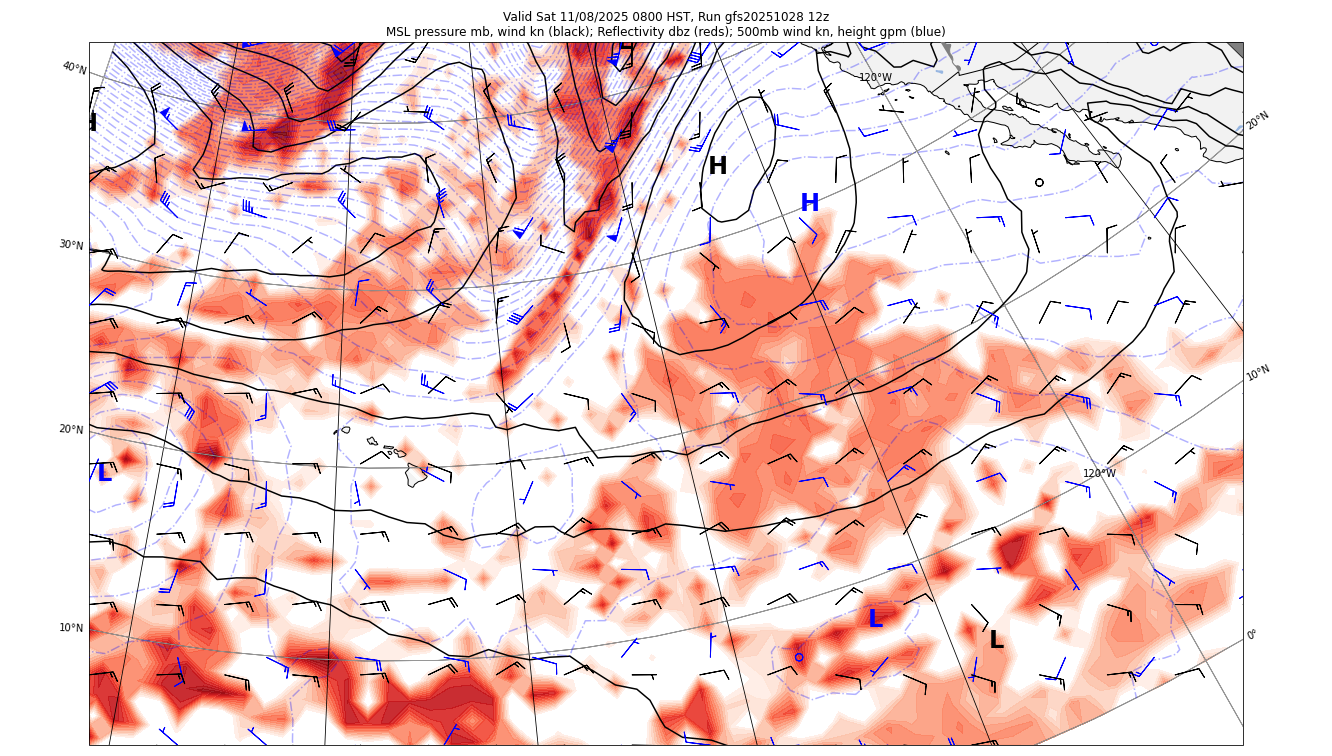 Valid Sat 11/08/2025 0800 HST, Run gfs20251028 12z
MSL pressure mb, wind kn (black); Reflectivity dbz (reds); 500mb wind kn, height gpm (blue)
L
40°N
120°W
H
20°N
H
H
30°N
10°N
20°N
L
120°W
10°N
L
L
0°